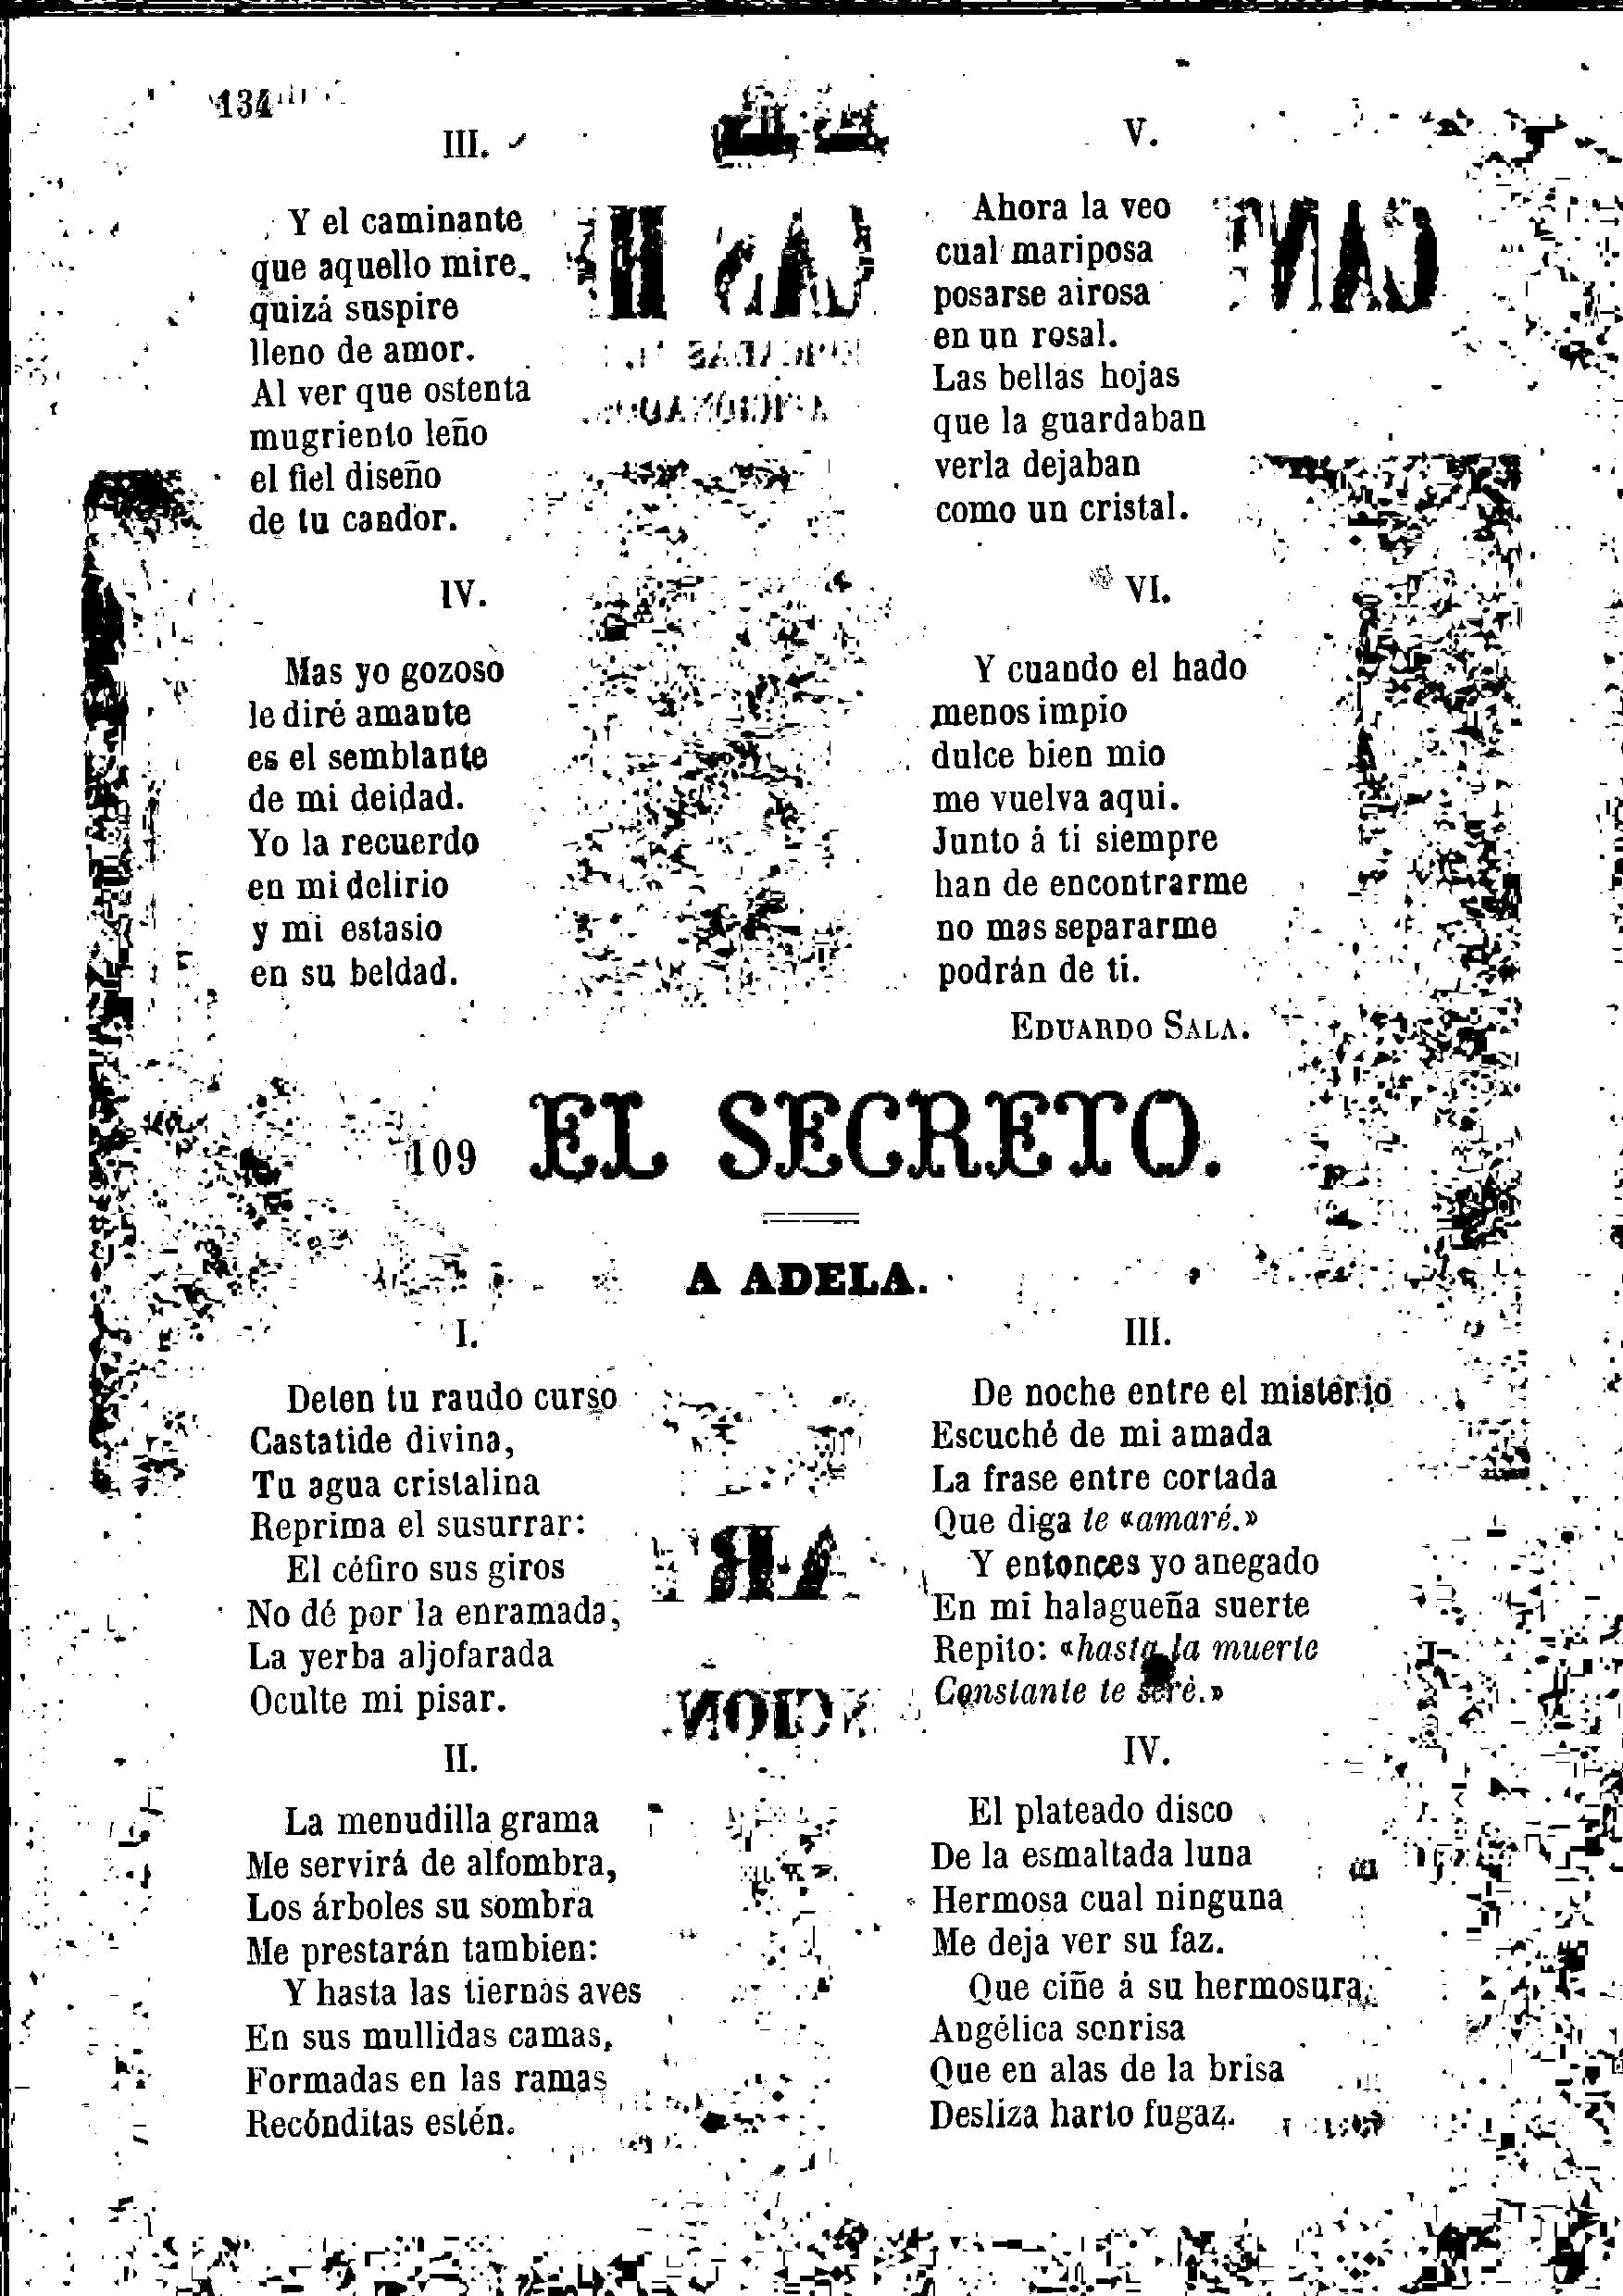 134
III.
Y el caminante
que aquello mire,
quizá suspire
lleno de amor.
Al ver que ostenta
mugriento leño
el fiel diseño
de tu candor.
IV.
Mas yo gozoso
le diré amante
es el semblante
de mi deidad.
Yo la recuerdo
en mi delirio
y mi estasio
en su beldad.
V.
Ahora la veo
cual mariposa
posarse airosa
en un rosal.
Las bellas hojas
que la guardaban
verla dejaban
como un cristal.
VI.
Y cuando el hado
menos impio
dulce bien mio
me vuelva aqui.
Junto á ti siempre
han de encontrarme
no mas separarme
podrán de ti.
EDUARDO SALA.
109 EL SECRETO.
A ADELA.
I.
Deten tu raudo curso
Castatide divina,
Tu agua cristalina
Reprima el susurrar:
El céfiro sus giros
No dé por la enramada,
La yerba aljofarada
Oculte mi pisar.
II.
La menudilla grama
Me servirá de alfombra,
Los árboles su sombra
Me prestarán tambien:
Y hasta las tiernas aves
En sus mullidas camas,
Formadas en las ramas
Recónditas estén.
III.
De noche entre el misterio
Escuché de mi amada
La frase entre cortada
Que diga te «amaré.»
Y entonces yo anegado
En mi halagueña suerte
Repito: «hasta la muerte
Constante te seré.»
IV.
El plateado disco
De la esmaltada luna
Hermosa cual ninguna
Me deja ver su faz.
Que ciñe á su hermosura,
Angélica sonrisa
Que en alas de la brisa
Desliza harto fugaz.